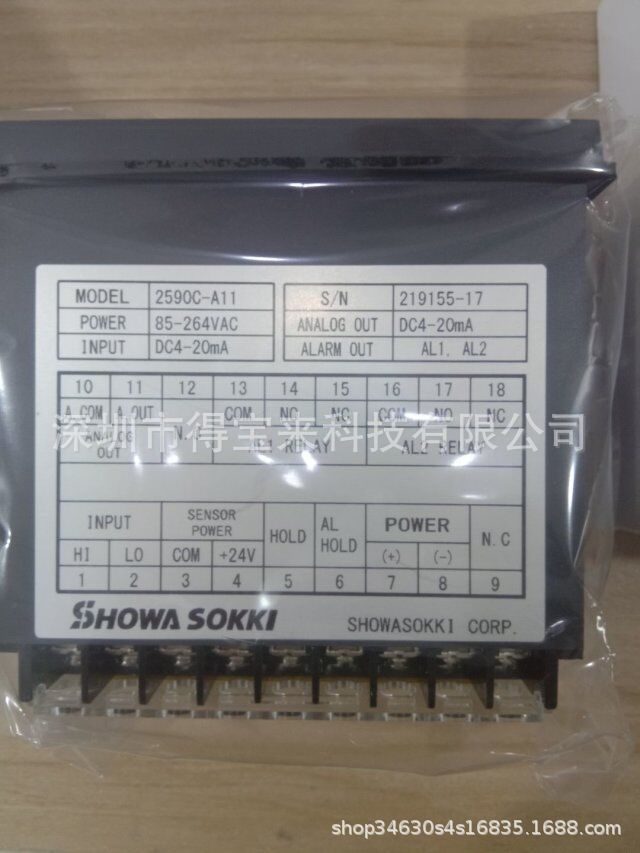 MODEL 2590C-A11 S/N 219155-17
POWER 85-264VAC ANALOG OUT DC4-20mA
INPUT DC4-20mA ALARM OUT AL1, AL2
10 11 12 13 14 15 16 17 18
A.COM A.OUT COM NO NC COM NO NC
ANALOG OUT N.C AL1 RELAY AL2 RELAY
深圳市得宝来科技有限公司
INPUT SENSOR POWER HOLD AL HOLD POWER N.C
HI LO COM +24V (+) (-)
1 2 3 4 5 6 7 8 9
SHOWA SOKKI SHOWASOKKI CORP.
shop34630s4s16835.1688.com